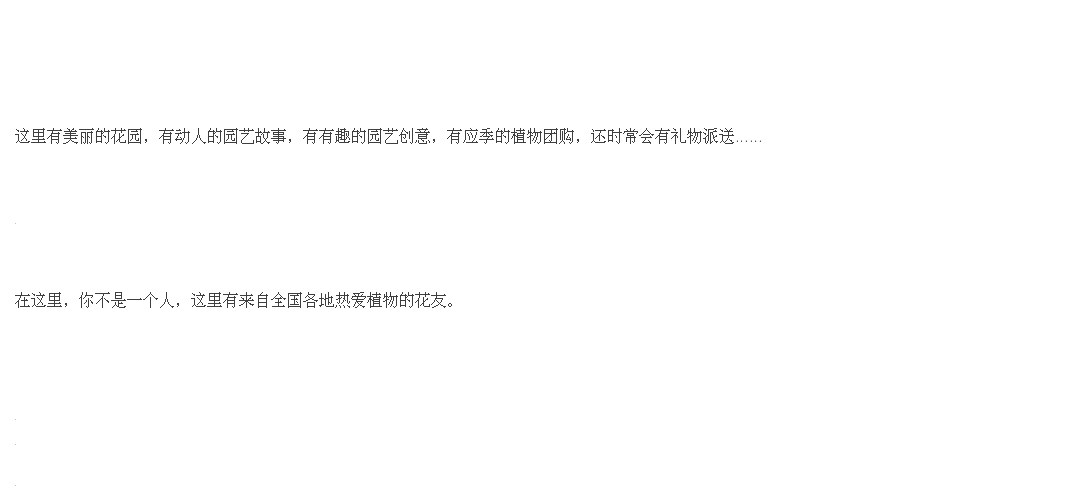 这里有美丽的花园，有动人的园艺故事，有有趣的园艺创意，有应季的植物团购，还时常会有礼物派送……
在这里，你不是一个人，这里有来自全国各地热爱植物的花友。